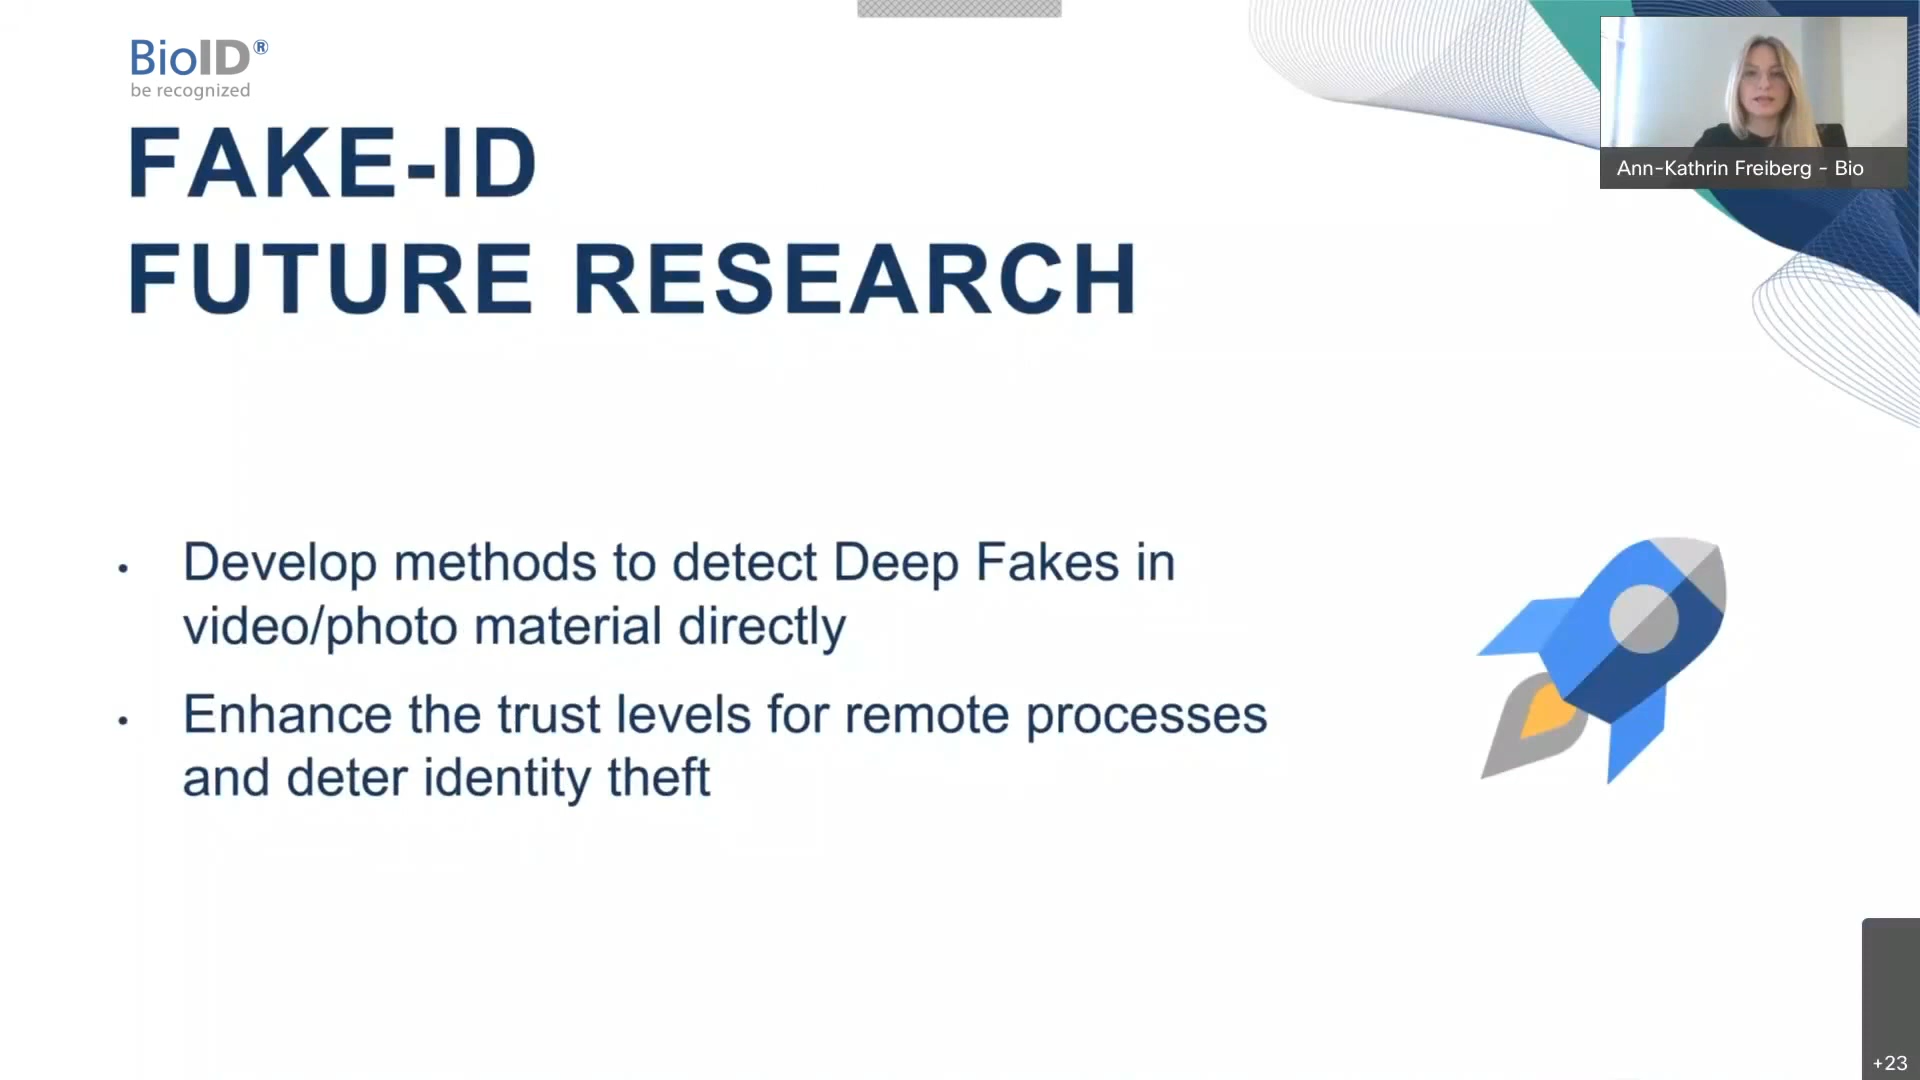 BioID®
be recognized
FAKE-ID
FUTURE RESEARCH
Ann-Kathrin Freiberg - Bio
• Develop methods to detect Deep Fakes in
video/photo material directly
• Enhance the trust levels for remote processes
and deter identity theft
+23